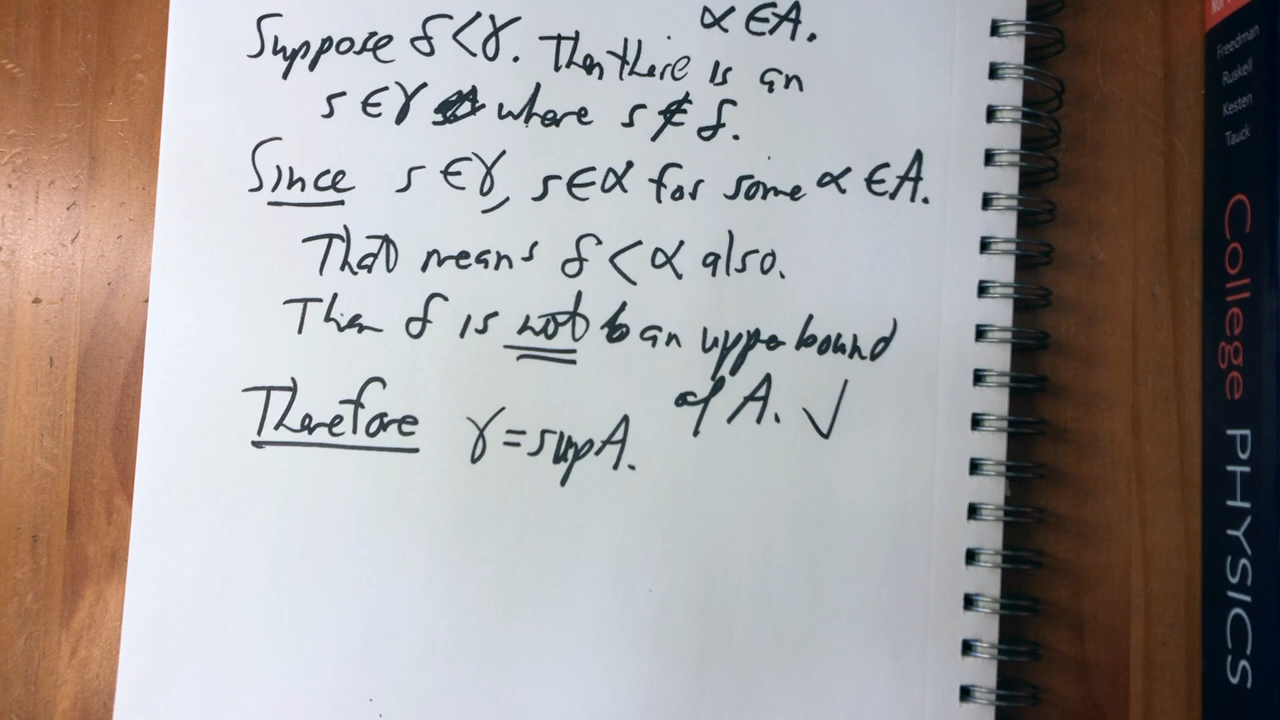 α ∈ A.
Suppose δ < γ. Then there is an
s ∈ γ where s ∉ δ.
Since s ∈ γ, s ∈ α for some α ∈ A.
That means δ < α also.
Then δ is not b an upper bound
of A. ✓
Therefore γ = sup A.
Freedman
Ruskell
Kesten
Tauck
College PHYSICS